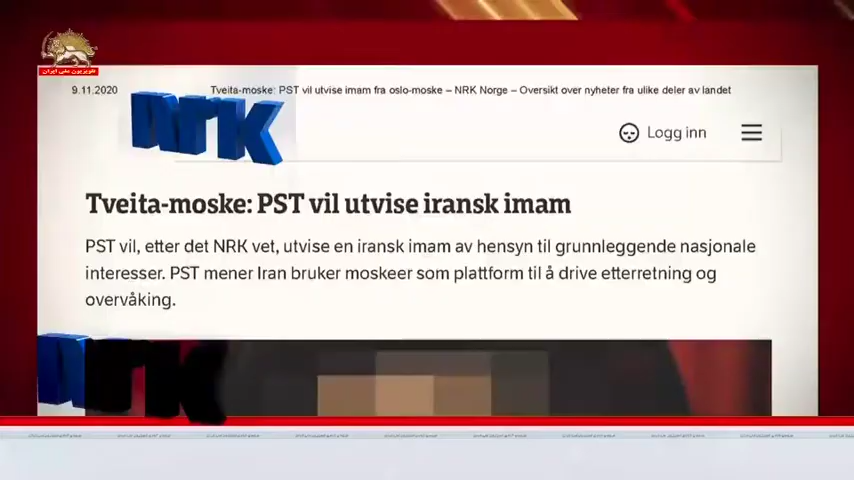 تلویزیون ملی ایران
9.11.2020
Tveita-moske: PST vil utvise imam fra oslo-moske – NRK Norge – Oversikt over nyheter fra ulike deler av landet
nrk
Logg inn
Tveita-moske: PST vil utvise iransk imam
PST vil, etter det NRK vet, utvise en iransk imam av hensyn til grunnleggende nasjonale
interesser. PST mener Iran bruker moskeer som plattform til å drive etterretning og
overvåking.
nrk